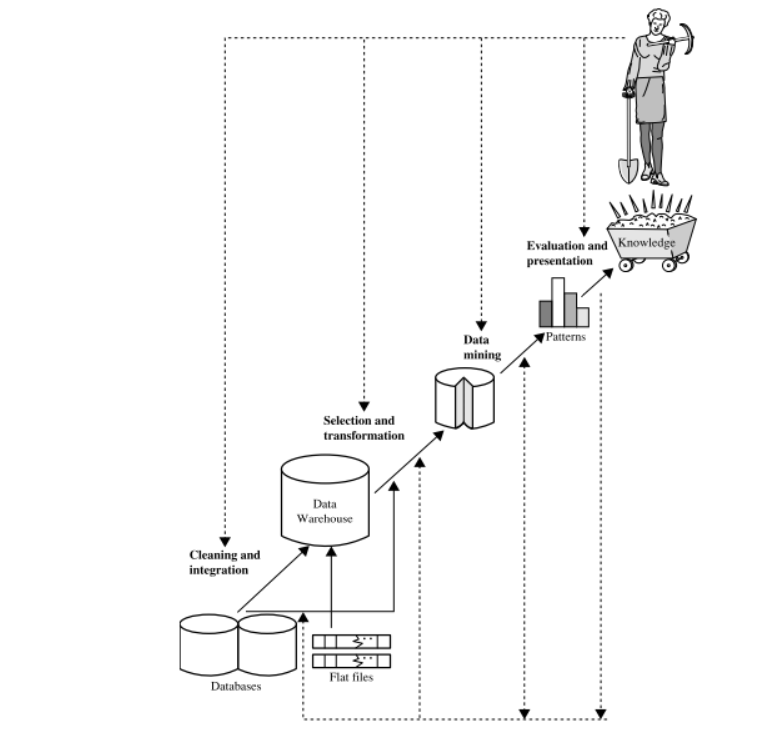 Evaluation and
presentation
Knowledge
Patterns
Data
mining
Selection and
transformation
Data
Warehouse
Cleaning and
integration
Databases
Flat files